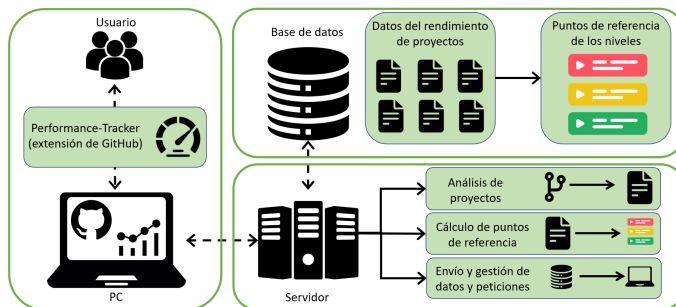 Usuario
Performance-Tracker
(extensión de GitHub)
PC
Base de datos
Datos del rendimiento
de proyectos
Puntos de referencia
de los niveles
Servidor
Análisis de
proyectos
Cálculo de puntos
de referencia
Envío y gestión de
datos y peticiones